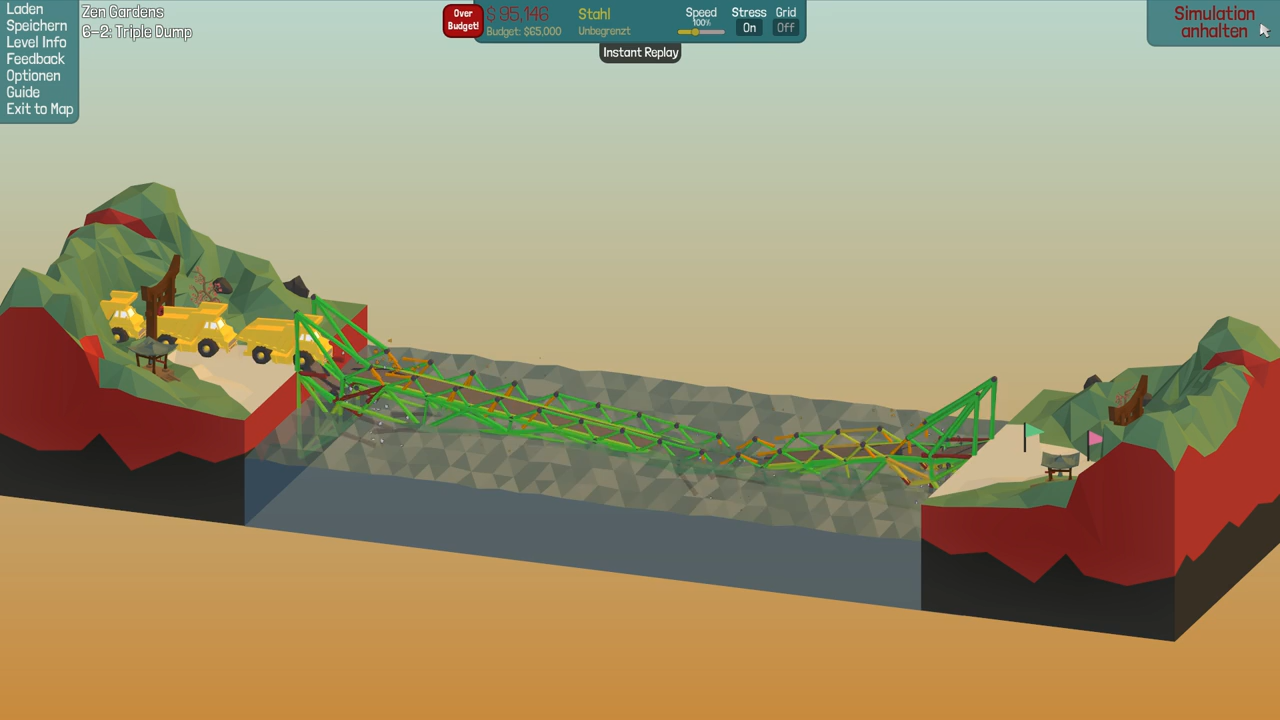 Laden
Speichern
Level Info
Feedback
Optionen
Guide
Exit to Map
Zen Gardens
6-2: Triple Dump
Over
Budget!
$ 95,146
Budget: $65,000
Stahl
Unbegrenzt
Speed
100%
Stress
On
Grid
Off
Instant Replay
Simulation
anhalten